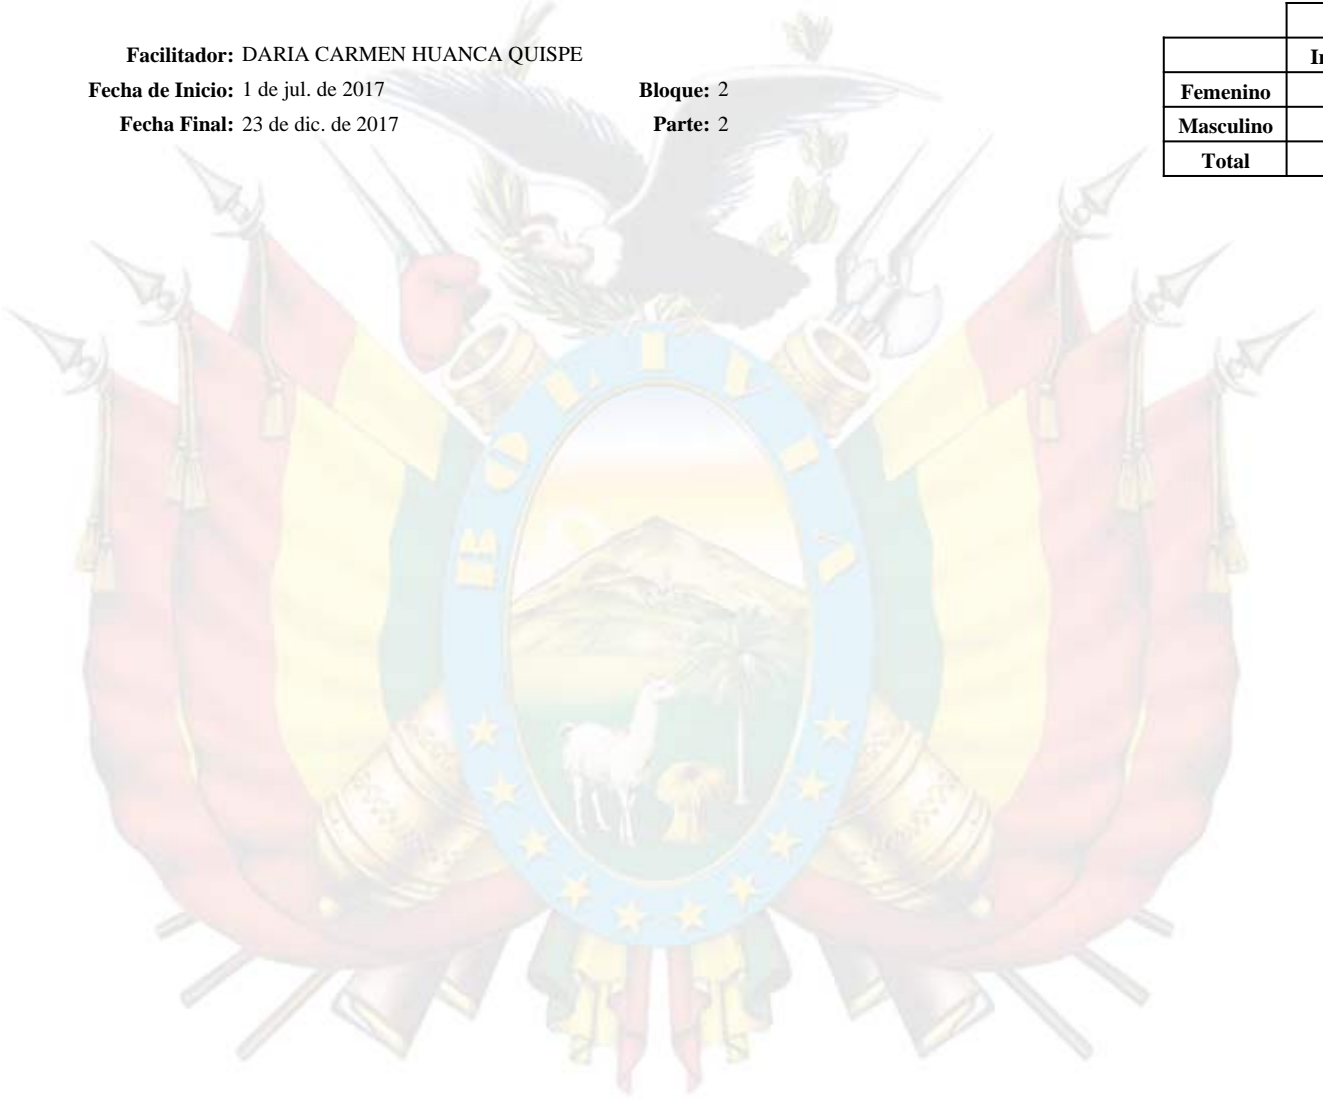 Facilitador: DARIA CARMEN HUANCA QUISPE
Fecha de Inicio: 1 de jul. de 2017 Bloque: 2
Fecha Final: 23 de dic. de 2017 Parte: 2
Femenino
Masculino
Total
BOLIVIA